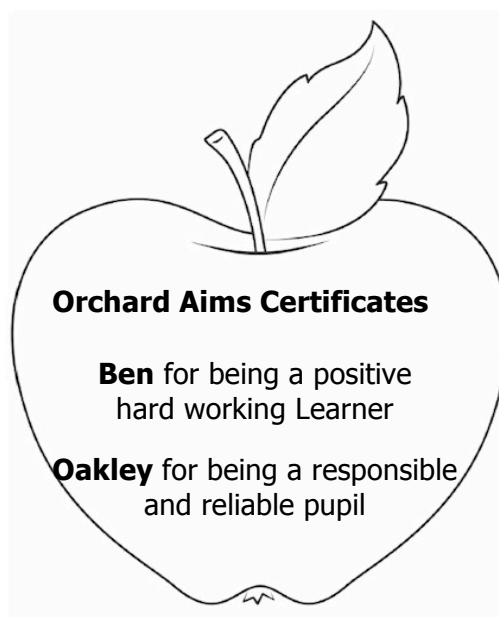 Orchard Aims Certificates
Ben for being a positive
hard working Learner
Oakley for being a responsible
and reliable pupil